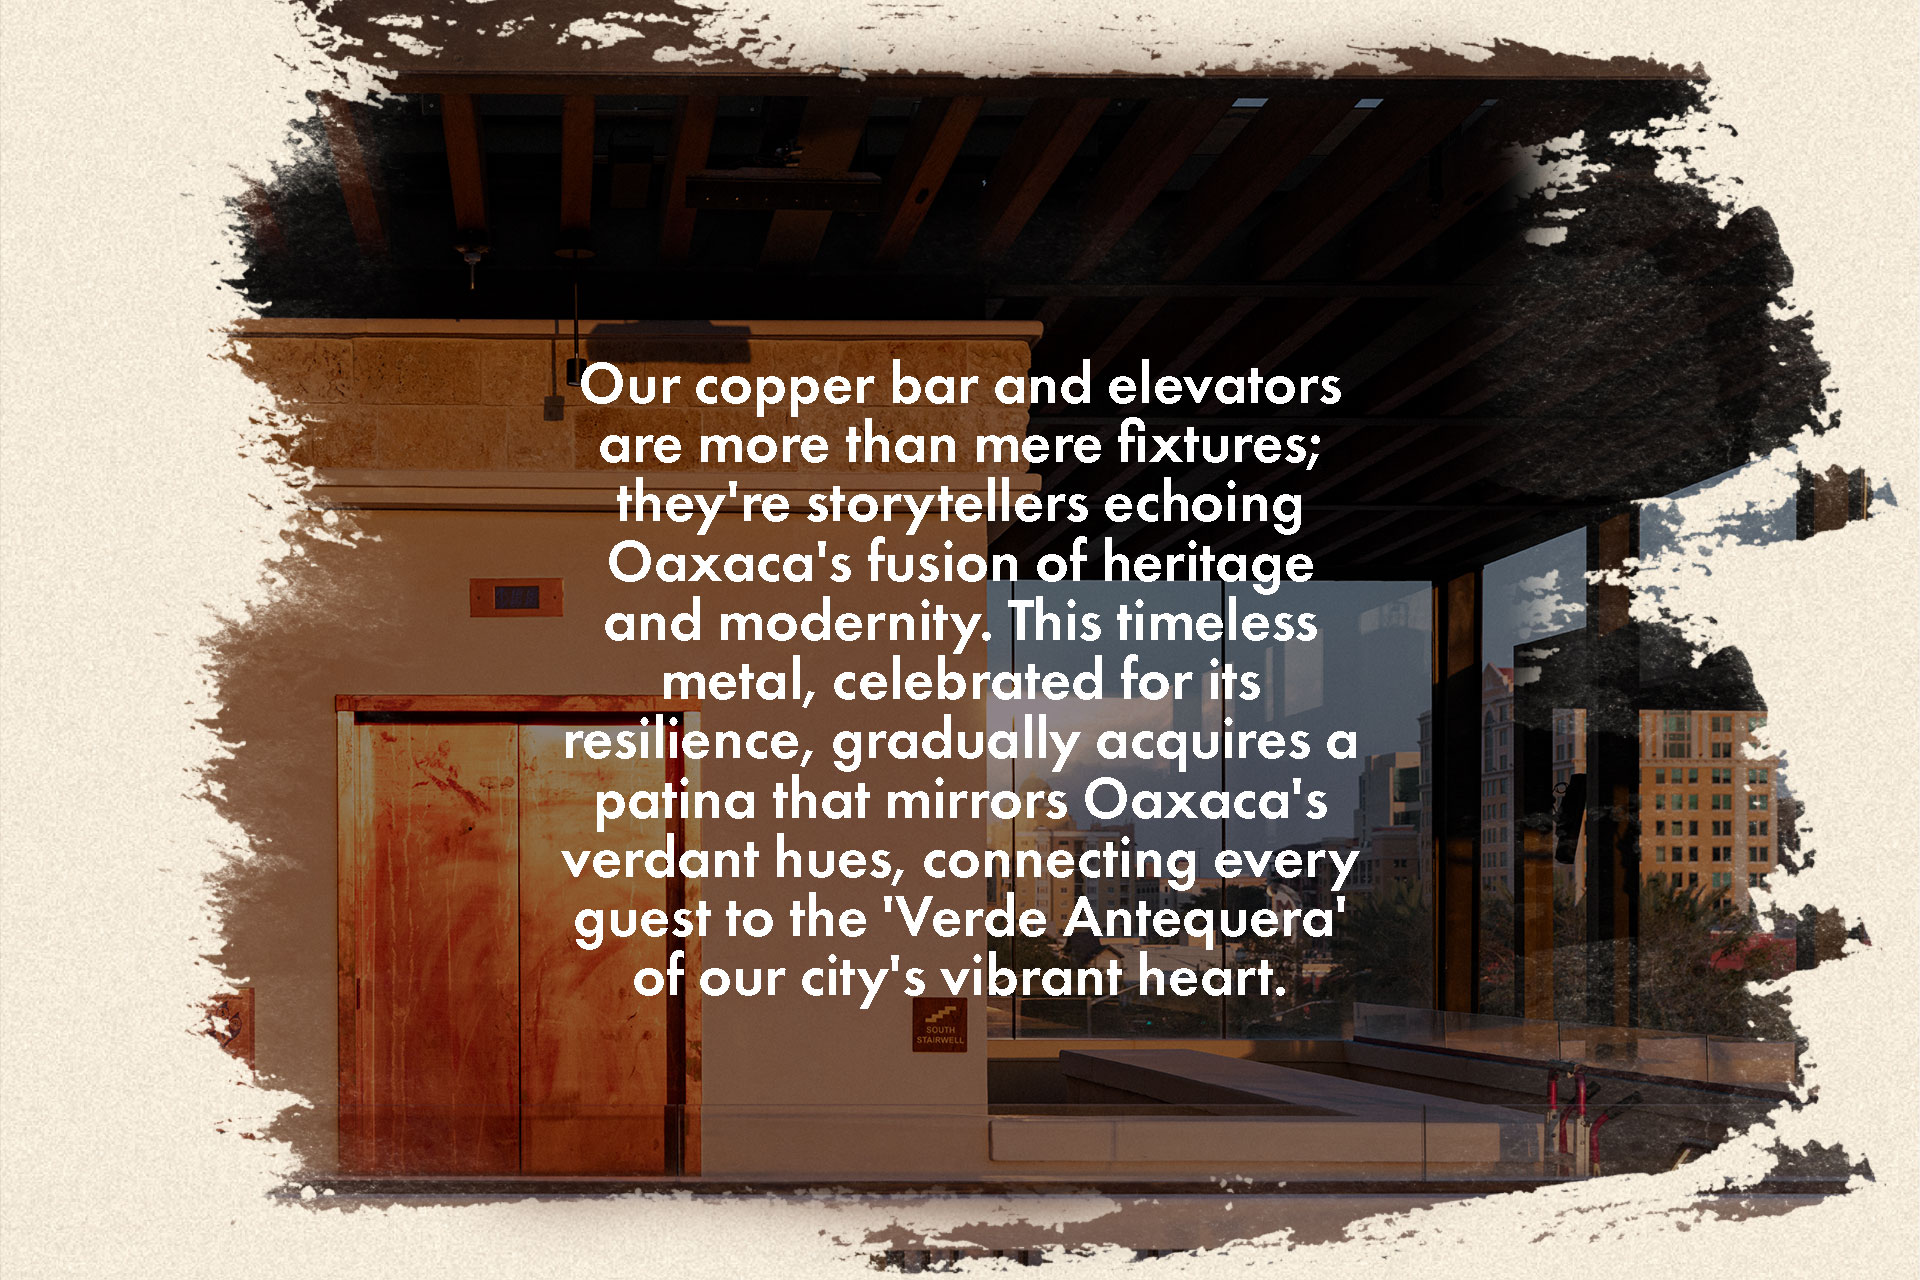 Our copper bar and elevators
are more than mere fixtures;
they're storytellers echoing
Oaxaca's fusion of heritage
and modernity. This timeless
metal, celebrated for its
resilience, gradually acquires a
patina that mirrors Oaxaca's
verdant hues, connecting every
guest to the 'Verde Antequera'
of our city's vibrant heart.
SOUTH
STAIRWELL